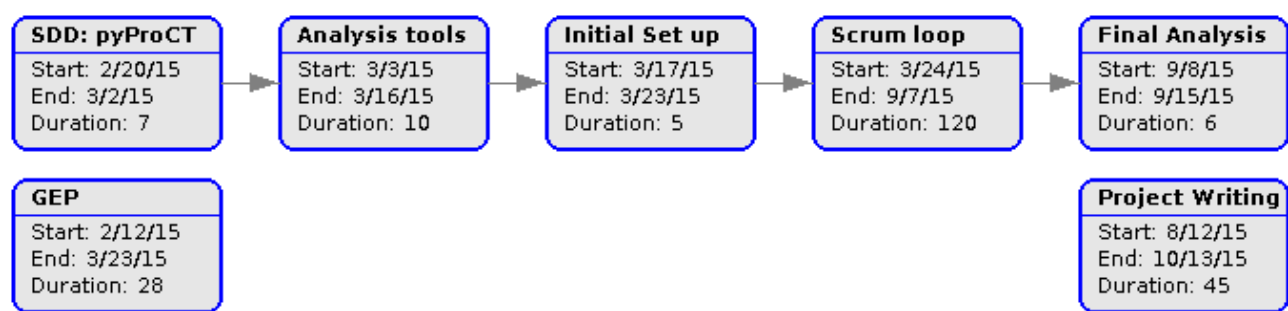 SDD: pyProCT
Start: 2/20/15
End: 3/2/15
Duration: 7
Analysis tools
Start: 3/3/15
End: 3/16/15
Duration: 10
Initial Set up
Start: 3/17/15
End: 3/23/15
Duration: 5
Scrum loop
Start: 3/24/15
End: 9/7/15
Duration: 120
Final Analysis
Start: 9/8/15
End: 9/15/15
Duration: 6
GEP
Start: 2/12/15
End: 3/23/15
Duration: 28
Project Writing
Start: 8/12/15
End: 10/13/15
Duration: 45